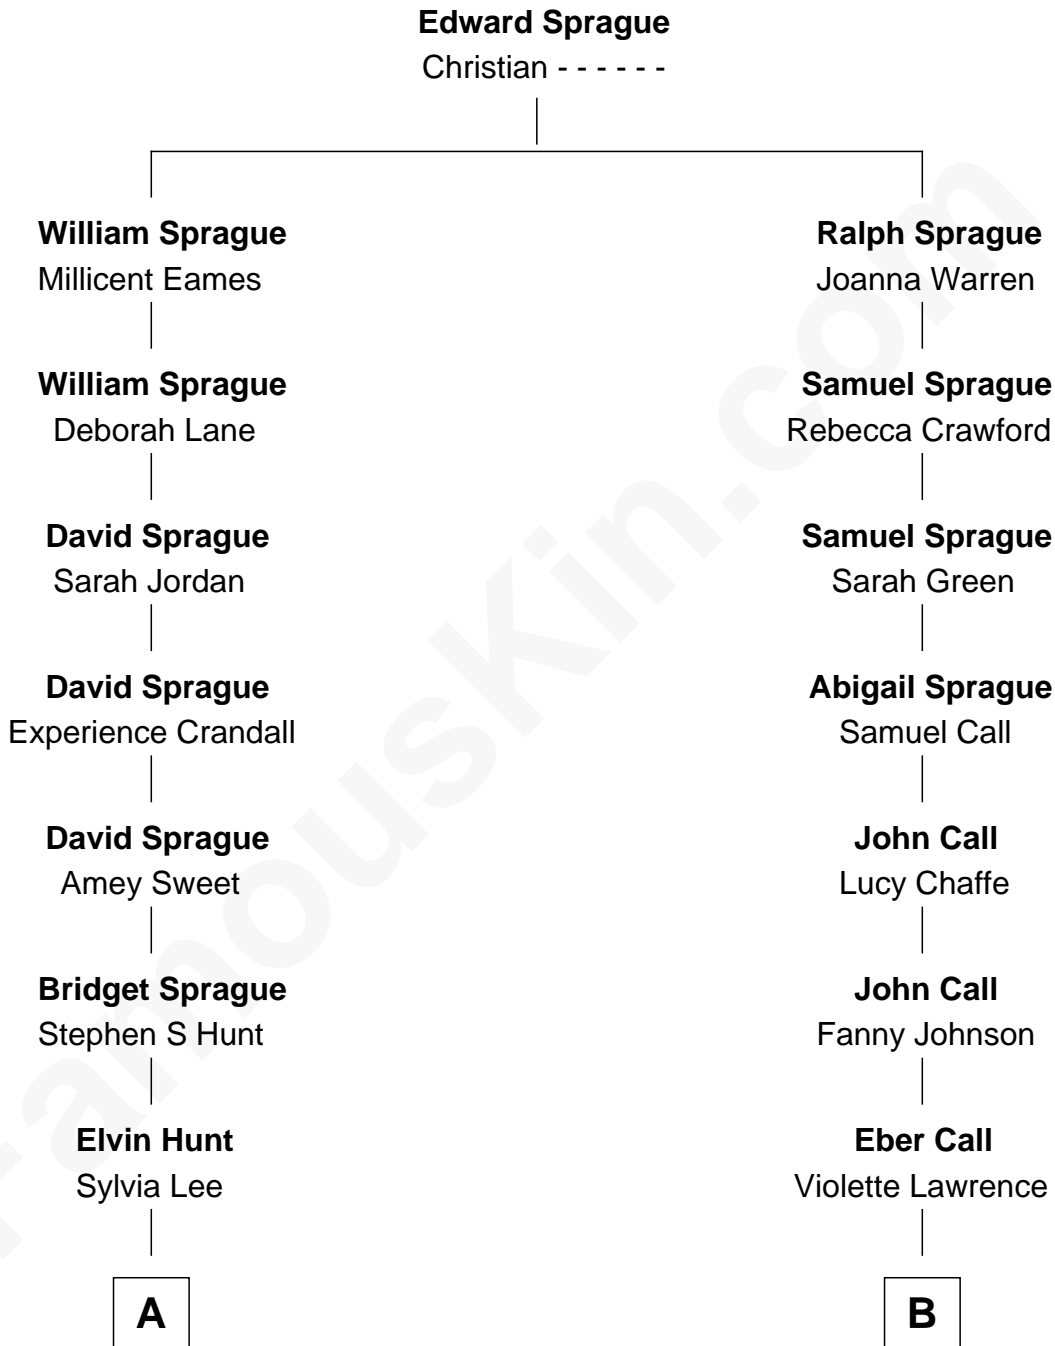 Edward Sprague
Christian - - - - - -
William Sprague
Millicent Eames
Ralph Sprague
Joanna Warren
William Sprague
Deborah Lane
Samuel Sprague
Rebecca Crawford
David Sprague
Sarah Jordan
Samuel Sprague
Sarah Green
David Sprague
Experience Crandall
Abigail Sprague
Samuel Call
David Sprague
Amey Sweet
John Call
Lucy Chaffe
Bridget Sprague
Stephen S Hunt
John Call
Fanny Johnson
Elvin Hunt
Sylvia Lee
Eber Call
Violette Lawrence
A
B
FamousKin.com